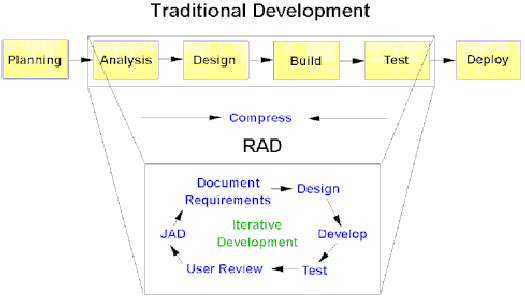 Traditional Development
Planning
Analysis
Design
Build
Test
Deploy
Compress
RAD
Document
Requirements
Design
Iterative
Development
JAD
Develop
User Review
Test